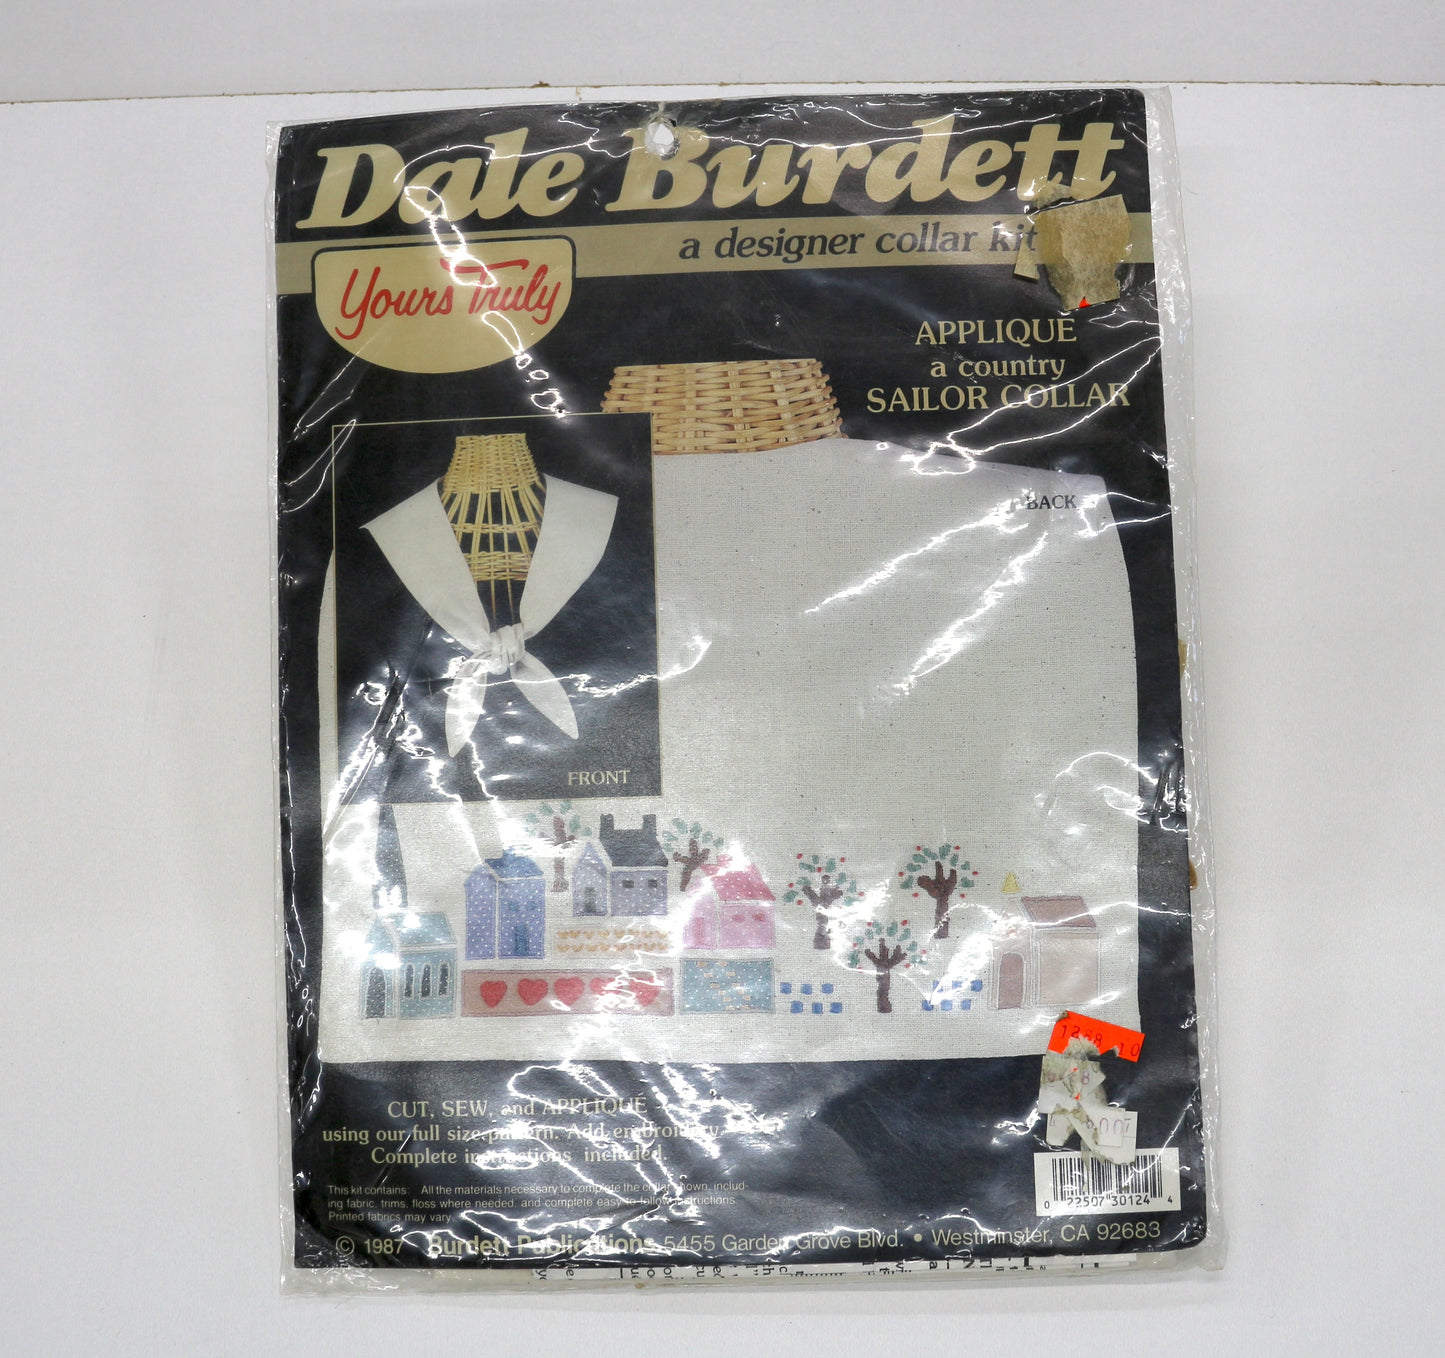 Dale Burdett
a designer collar kit
Yours Truly
APPLIQUÉ
a country
SAILOR COLLAR
BACK
FRONT
CUT, SEW, and APPLIQUÉ
using our full size pattern. Add embroidery.
Complete instructions included.
This kit contains: All the materials necessary to complete the collar shown, includ-
ing fabric, trims, floss where needed, and complete easy-to-follow instructions.
Printed fabrics may vary.
© 1987 Burdett Publications 5455 Garden Grove Blvd. • Westminster, CA 92683
0 22507 30124 4